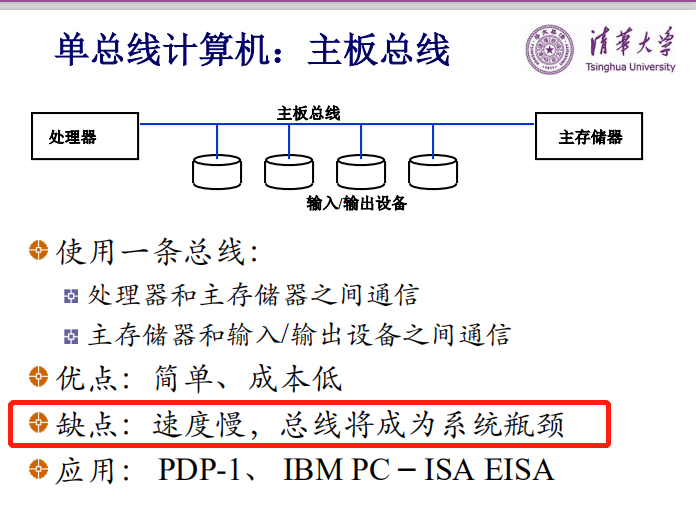 单总线计算机：主板总线
清华大学
Tsinghua University
主板总线
处理器
主存储器
输入/输出设备
使用一条总线：
处理器和主存储器之间通信
主存储器和输入/输出设备之间通信
优点： 简单、成本低
缺点： 速度慢，总线将成为系统瓶颈
应用： PDP-1、 IBM PC – ISA EISA